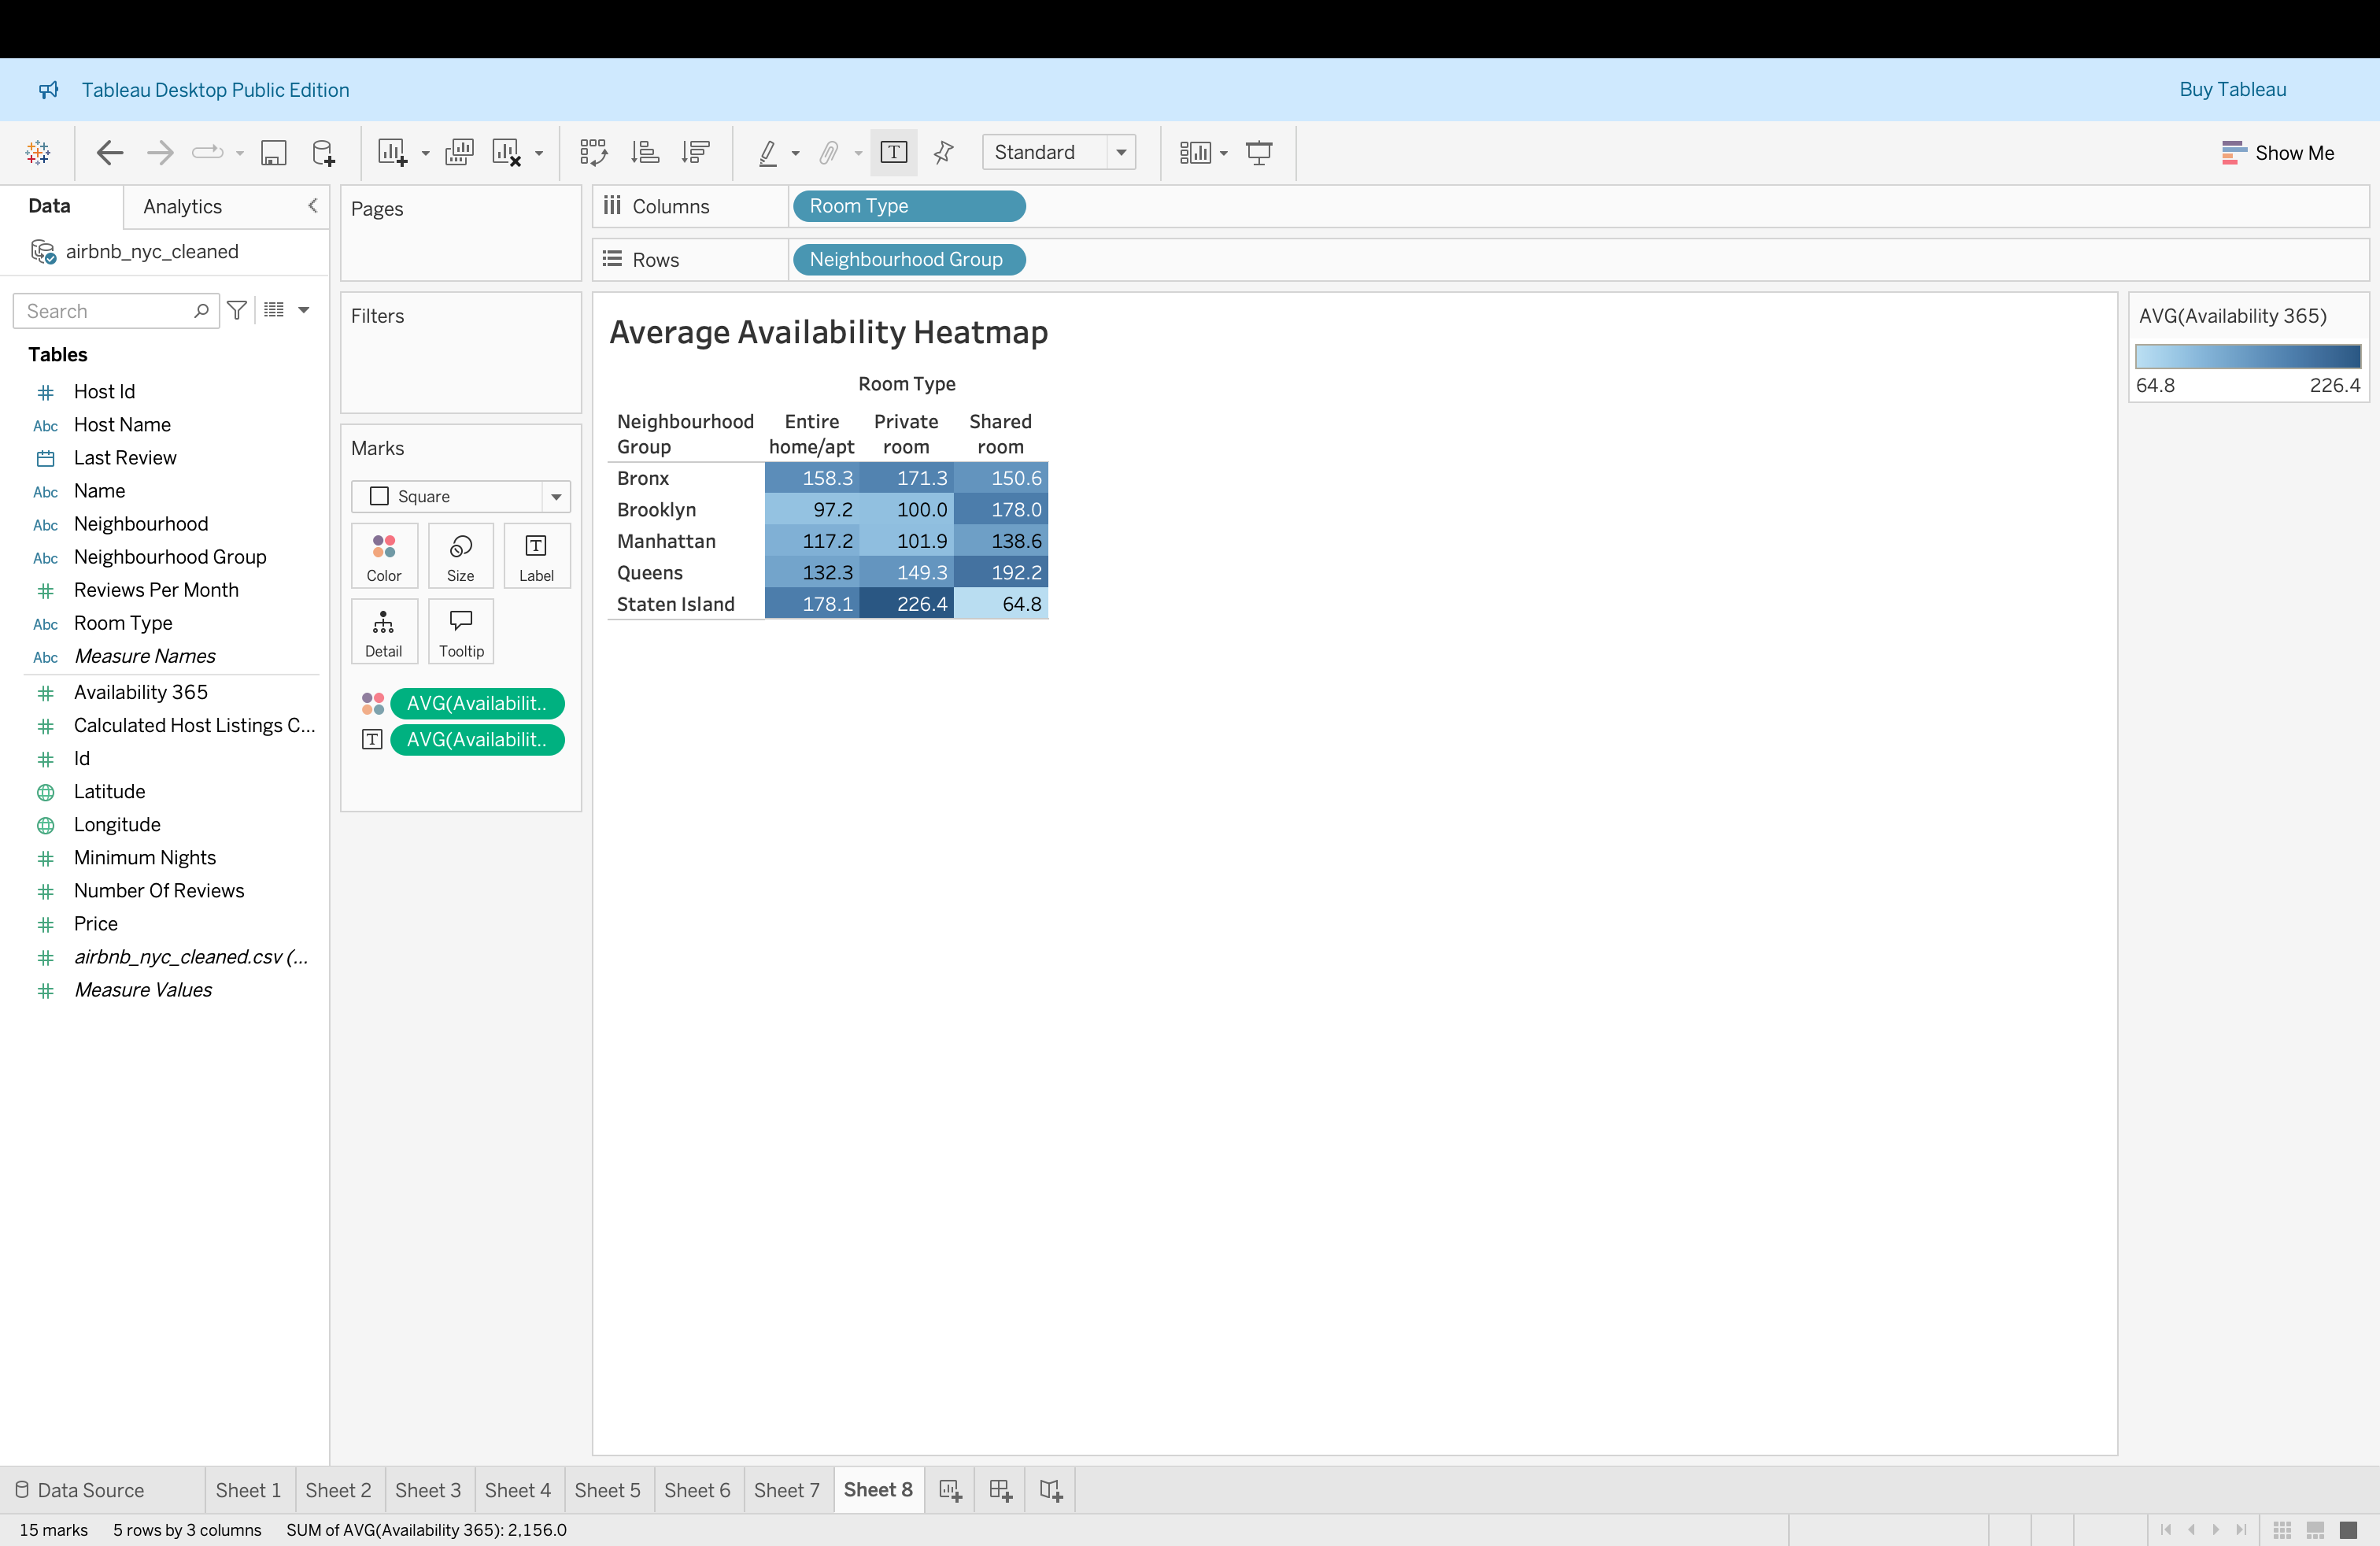 Tableau Desktop Public Edition
Buy Tableau
Standard
Show Me
Data
Analytics
airbnb_nyc_cleaned
Search
Tables
Host Id
Abc Host Name
Last Review
Abc Name
Abc Neighbourhood
Abc Neighbourhood Group
Reviews Per Month
Abc Room Type
Abc Measure Names
Availability 365
Calculated Host Listings C...
Id
Latitude
Longitude
Minimum Nights
Number Of Reviews
Price
airbnb_nyc_cleaned.csv (...
Measure Values
Pages
Filters
Marks
Square
Color Size Label
Detail Tooltip
AVG(Availabilit..
AVG(Availabilit..
Columns Room Type
Rows Neighbourhood Group
Average Availability Heatmap
Room Type
Neighbourhood Entire Private Shared
Group home/apt room room
Bronx 158.3 171.3 150.6
Brooklyn 97.2 100.0 178.0
Manhattan 117.2 101.9 138.6
Queens 132.3 149.3 192.2
Staten Island 178.1 226.4 64.8
AVG(Availability 365)
64.8 226.4
Data Source Sheet 1 Sheet 2 Sheet 3 Sheet 4 Sheet 5 Sheet 6 Sheet 7 Sheet 8
15 marks 5 rows by 3 columns SUM of AVG(Availability 365): 2,156.0